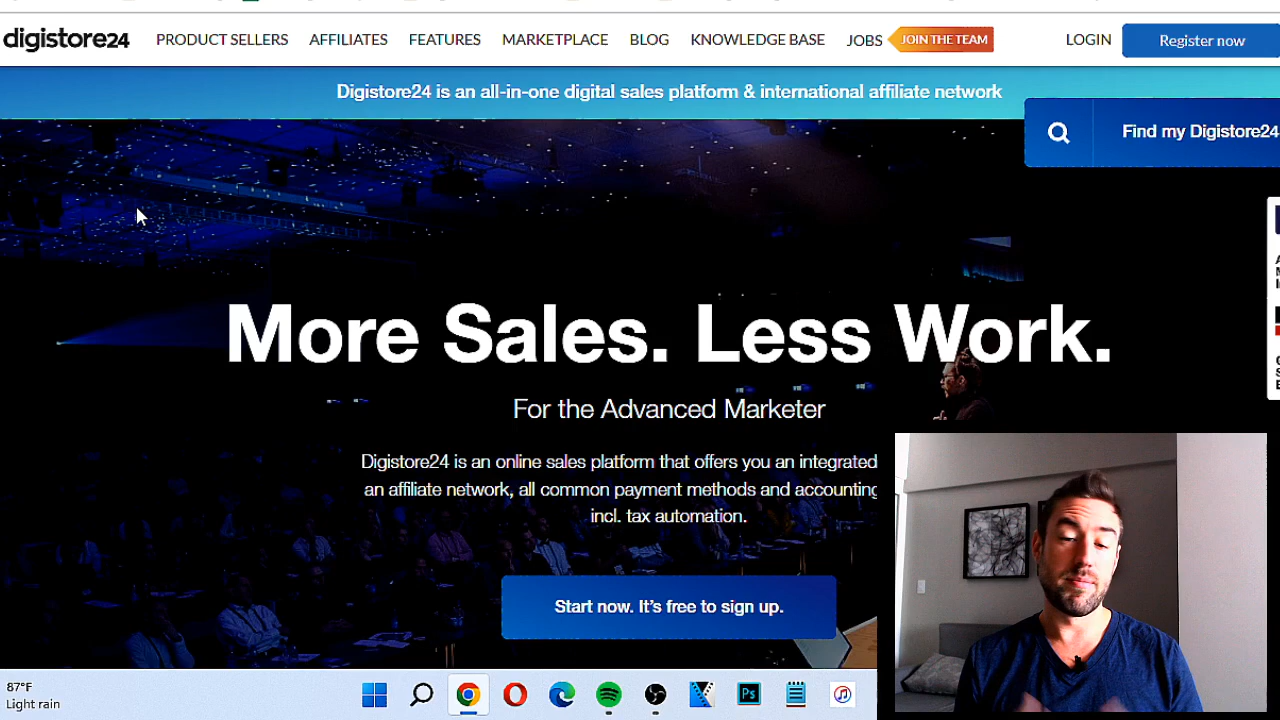 digistore24 PRODUCT SELLERS AFFILIATES FEATURES MARKETPLACE BLOG KNOWLEDGE BASE JOBS JOIN THE TEAM LOGIN Register now
Digistore24 is an all-in-one digital sales platform & international affiliate network
Find my Digistore24
More Sales. Less Work.
For the Advanced Marketer
Digistore24 is an online sales platform that offers you an integrated
an affiliate network, all common payment methods and accounting
incl. tax automation.
Start now. It's free to sign up.
87°F
Light rain
Ps